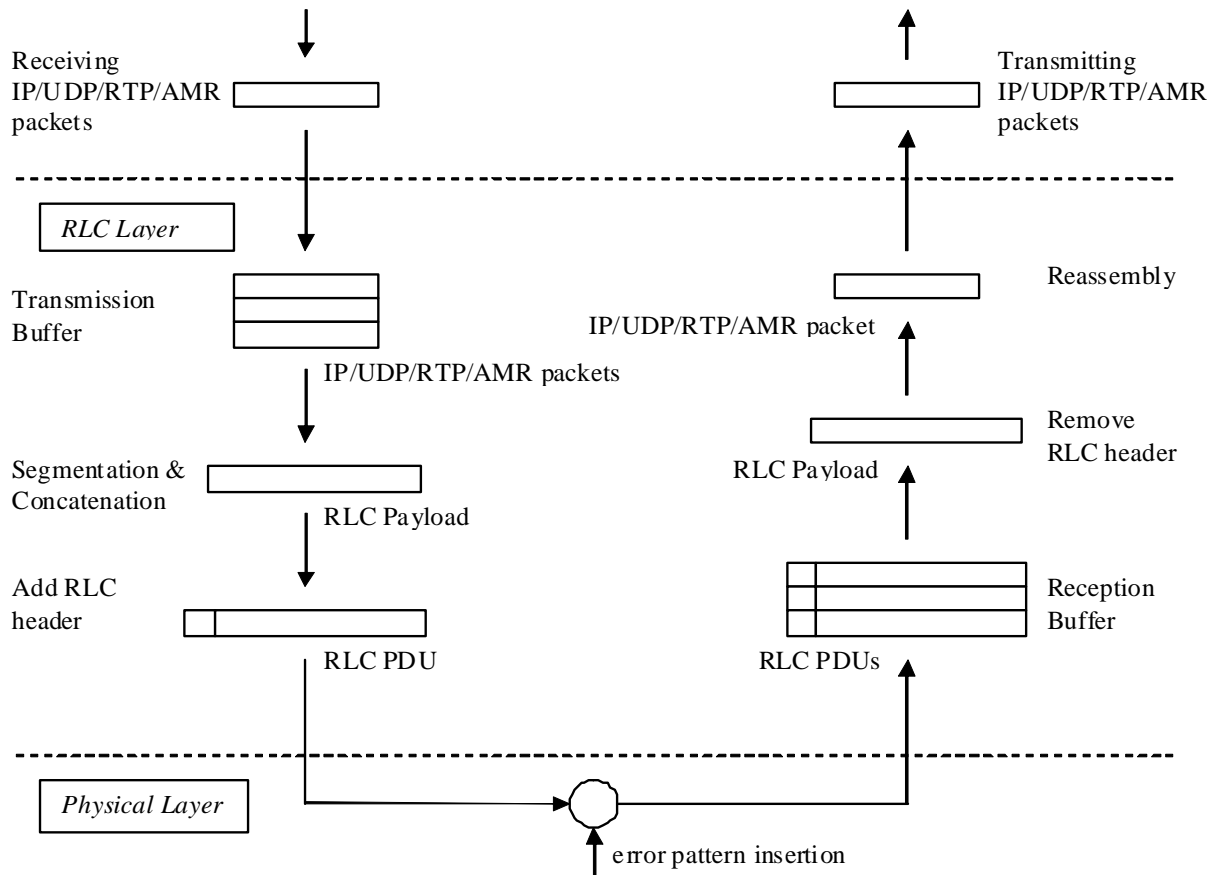 Receiving
IP/UDP/RTP/AMR
packets
Transmitting
IP/UDP/RTP/AMR
packets
RLC Layer
Transmission
Buffer
IP/UDP/RTP/AMR packets
Reassembly
IP/UDP/RTP/AMR packet
Segmentation &
Concatenation
RLC Payload
Remove
RLC header
RLC Payload
Add RLC
header
RLC PDU
Reception
Buffer
RLC PDUs
Physical Layer
error pattern insertion